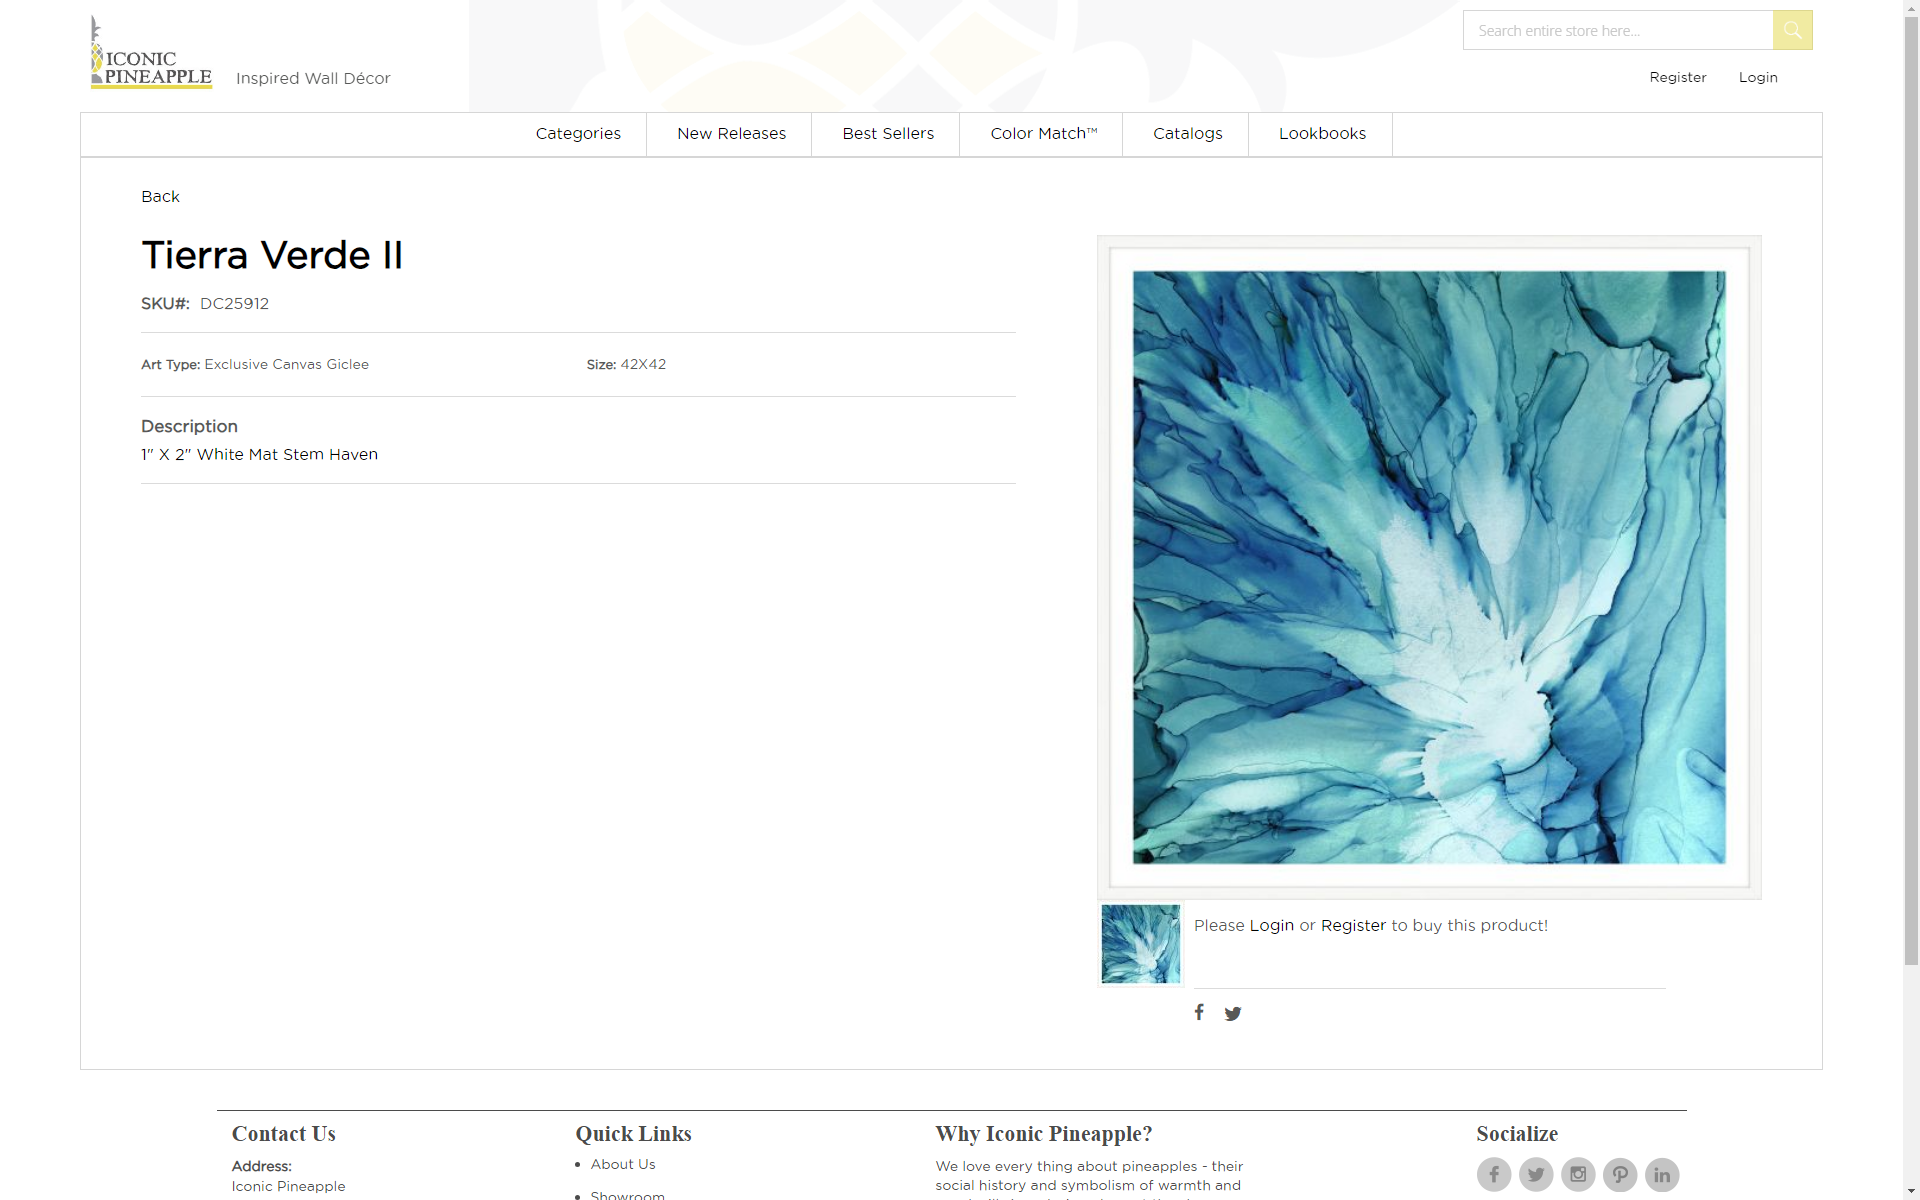 ICONIC
PINEAPPLE
Inspired Wall Décor
Search entire store here...
Register
Login
Categories
New Releases
Best Sellers
Color Match™
Catalogs
Lookbooks
Back
Tierra Verde II
SKU#: DC25912
Art Type: Exclusive Canvas Giclee
Size: 42X42
Description
1" X 2" White Mat Stem Haven
Please Login or Register to buy this product!
Contact Us
Address:
Iconic Pineapple
Quick Links
About Us
Showroom
Why Iconic Pineapple?
We love every thing about pineapples - their
social history and symbolism of warmth and
Socialize